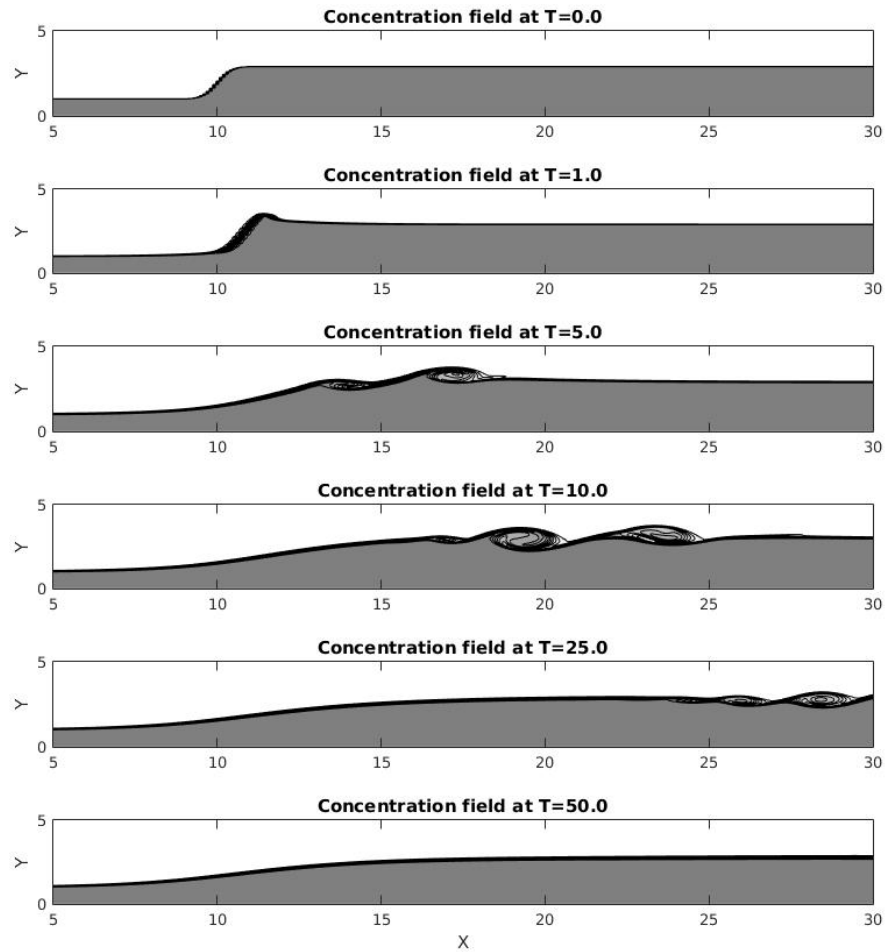 Concentration field at T=0.0
5
Y
0
5 10 15 20 25 30
Concentration field at T=1.0
5
Y
0
5 10 15 20 25 30
Concentration field at T=5.0
5
Y
0
5 10 15 20 25 30
Concentration field at T=10.0
5
Y
0
5 10 15 20 25 30
Concentration field at T=25.0
5
Y
0
5 10 15 20 25 30
Concentration field at T=50.0
5
Y
0
5 10 15 20 25 30
X